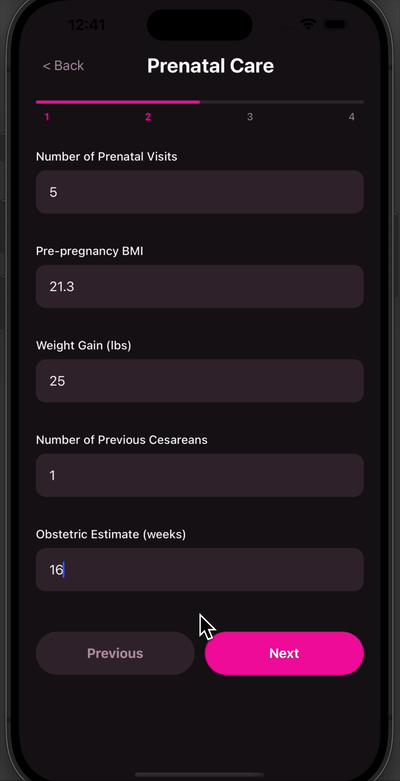 12:41
< Back
Prenatal Care
1 2 3 4
Number of Prenatal Visits
5
Pre-pregnancy BMI
21.3
Weight Gain (lbs)
25
Number of Previous Cesareans
1
Obstetric Estimate (weeks)
16
Previous
Next